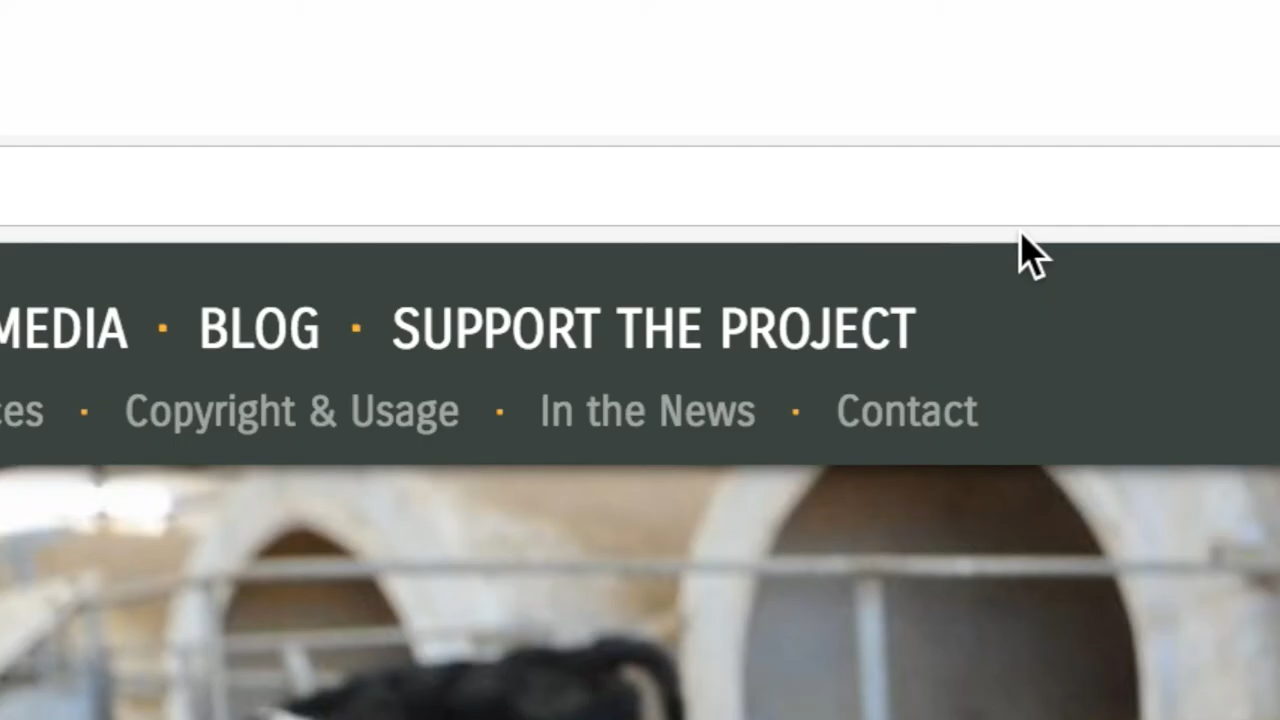 MEDIA · BLOG · SUPPORT THE PROJECT
· Copyright & Usage · In the News · Contact